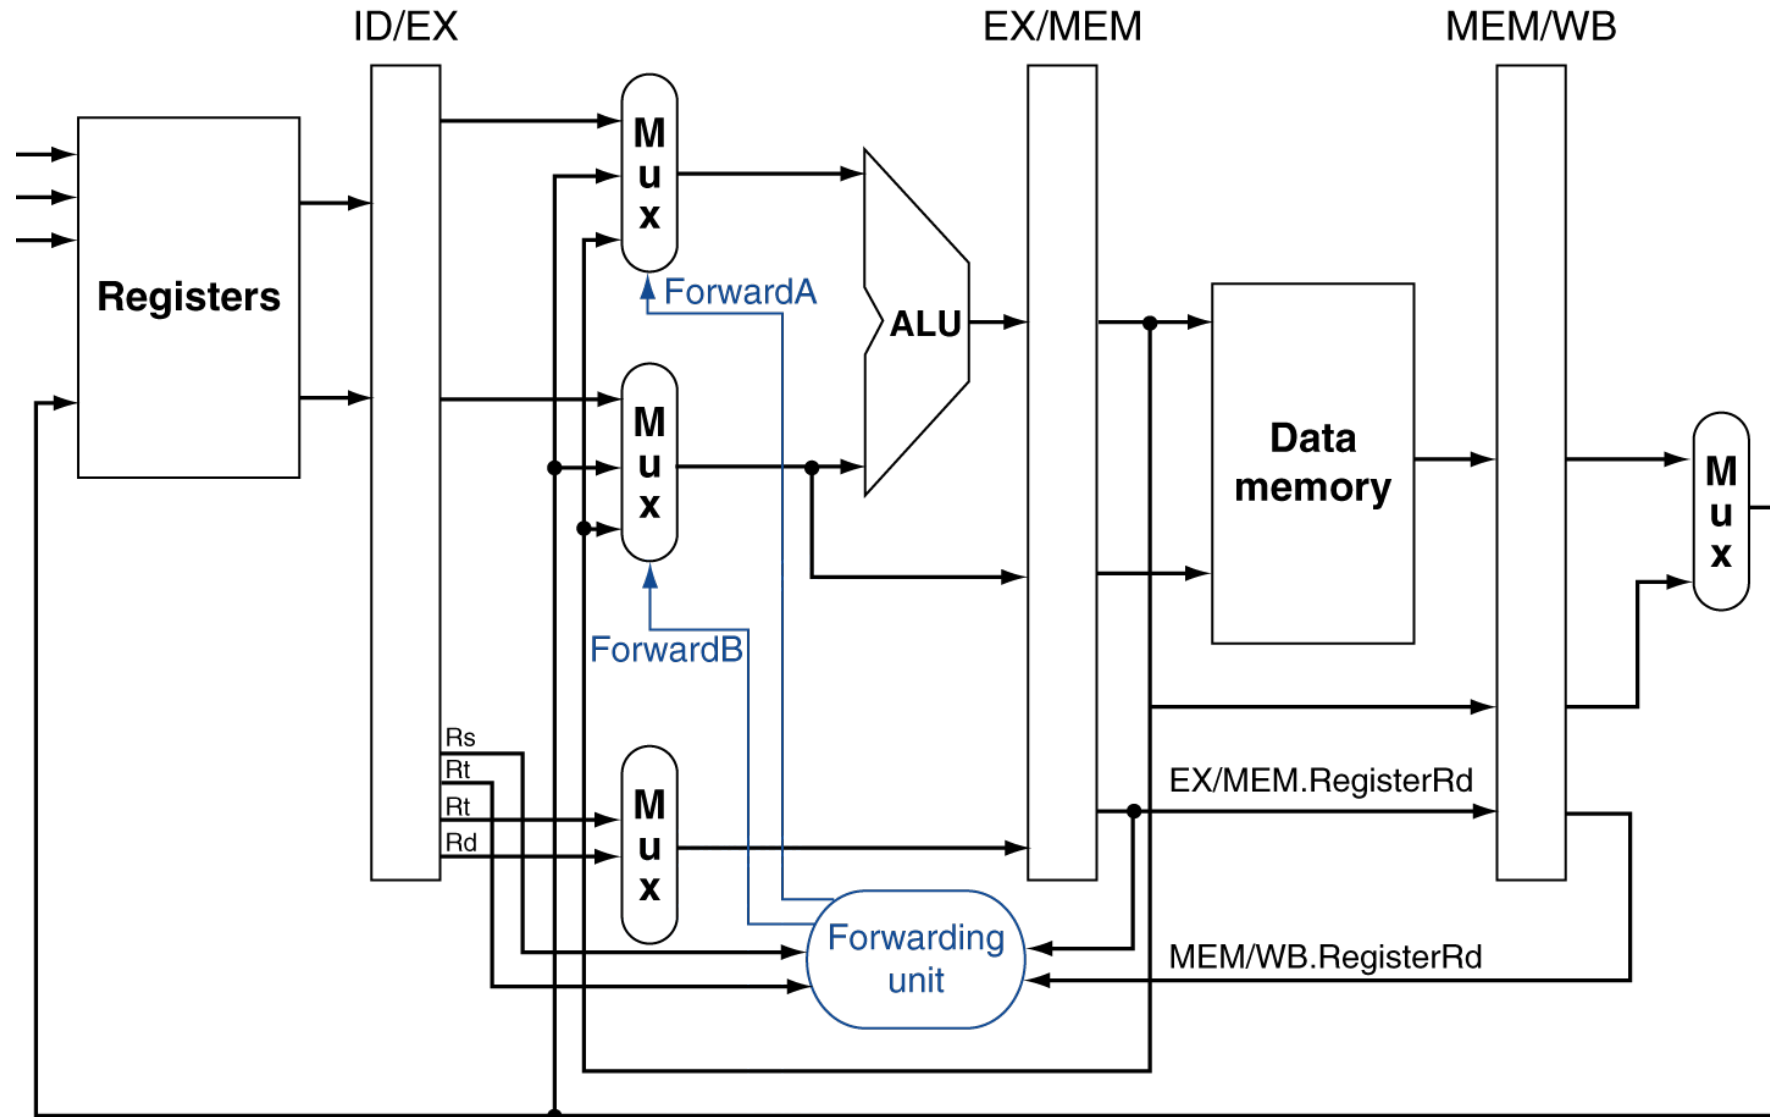 ID/EX
EX/MEM
MEM/WB
M
u
x
Registers
ForwardA
ALU
M
u
x
Data
memory
M
u
x
ForwardB
Rs
Rt
Rt
Rd
M
u
x
EX/MEM.RegisterRd
Forwarding
unit
MEM/WB.RegisterRd